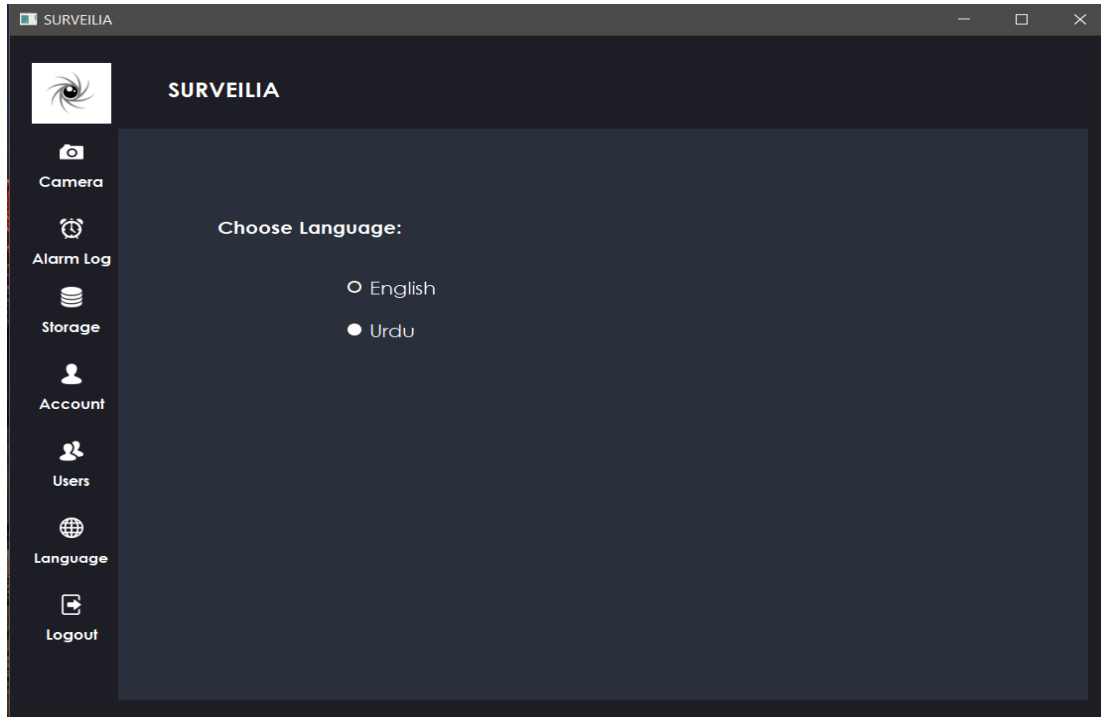 SURVEILIA
SURVEILIA
Camera
Alarm Log
Storage
Account
Users
Language
Logout
Choose Language:
English
Urdu